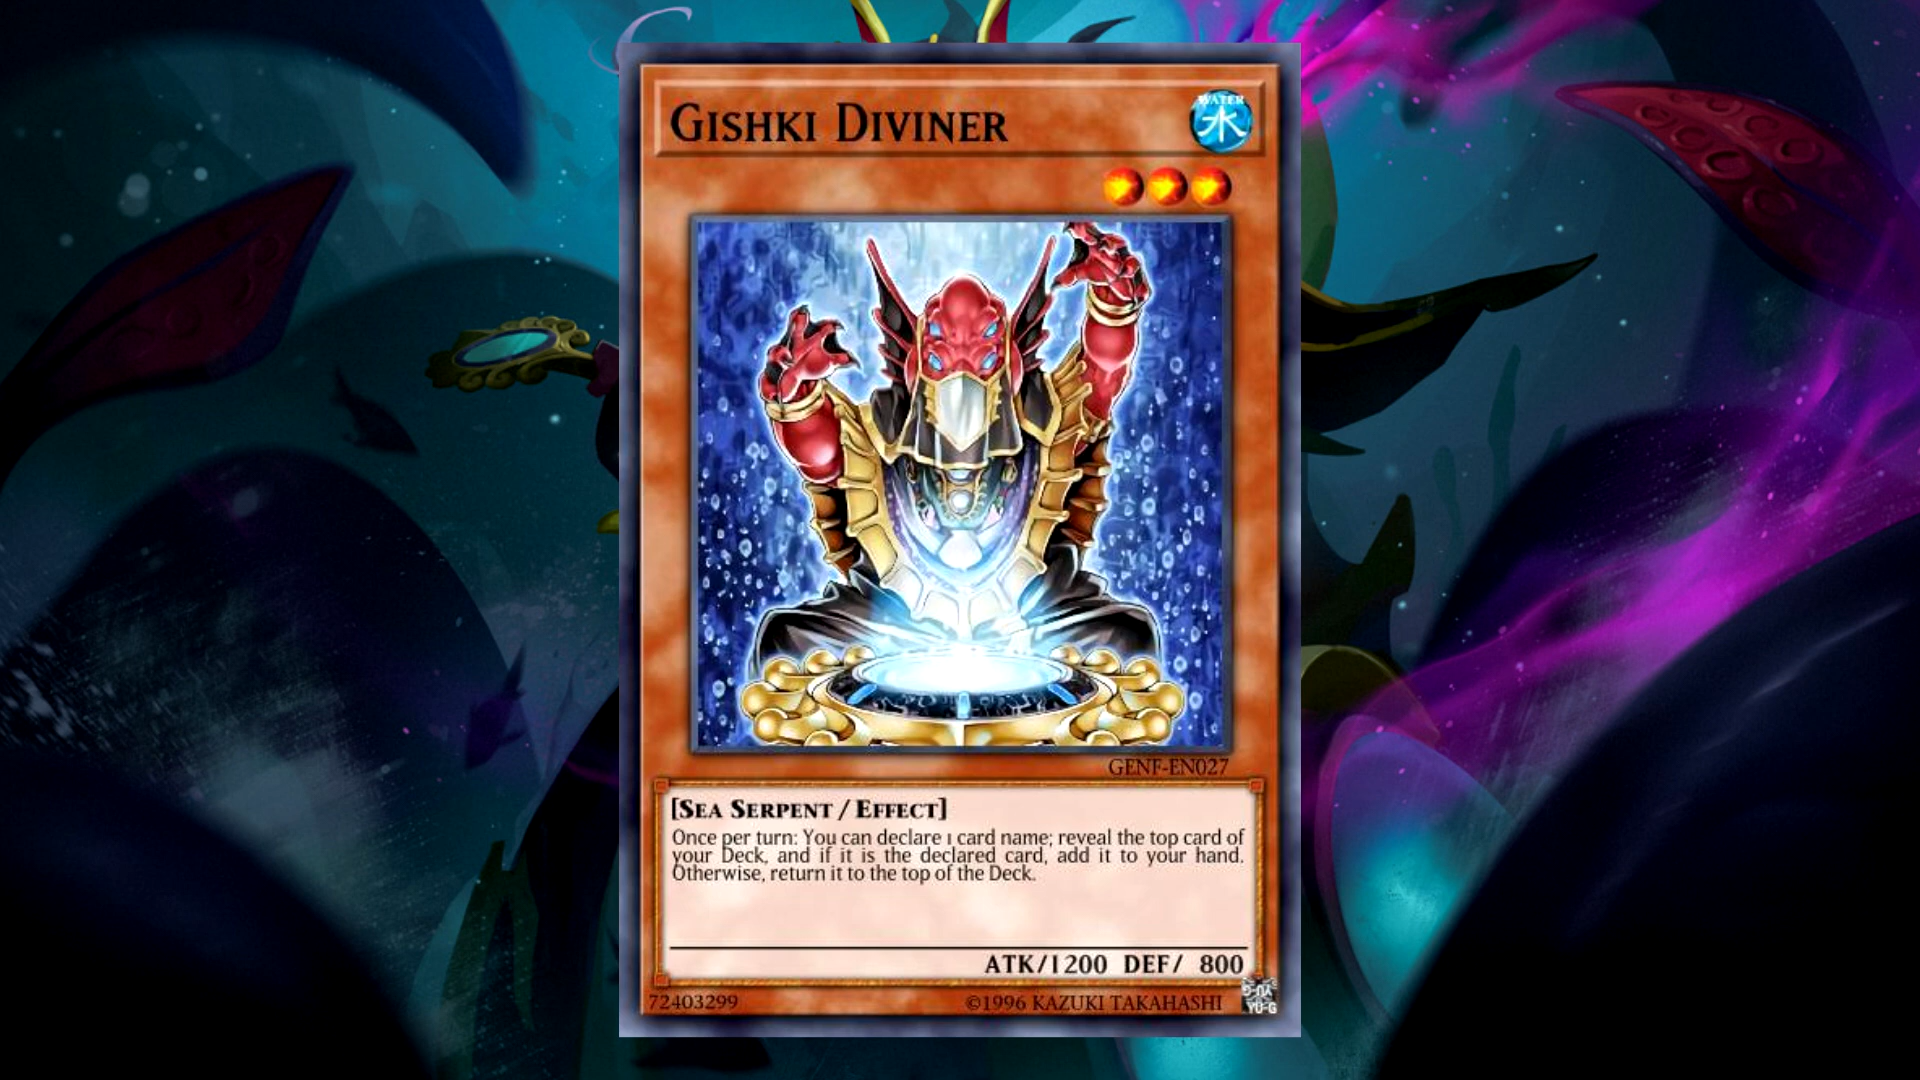 GISHKI DIVINER
WATER
水
GENF-EN027
[SEA SERPENT / EFFECT]
Once per turn: You can declare 1 card name; reveal the top card of
your Deck, and if it is the declared card, add it to your hand.
Otherwise, return it to the top of the Deck.
ATK/1200 DEF/ 800
72403299
©1996 KAZUKI TAKAHASHI